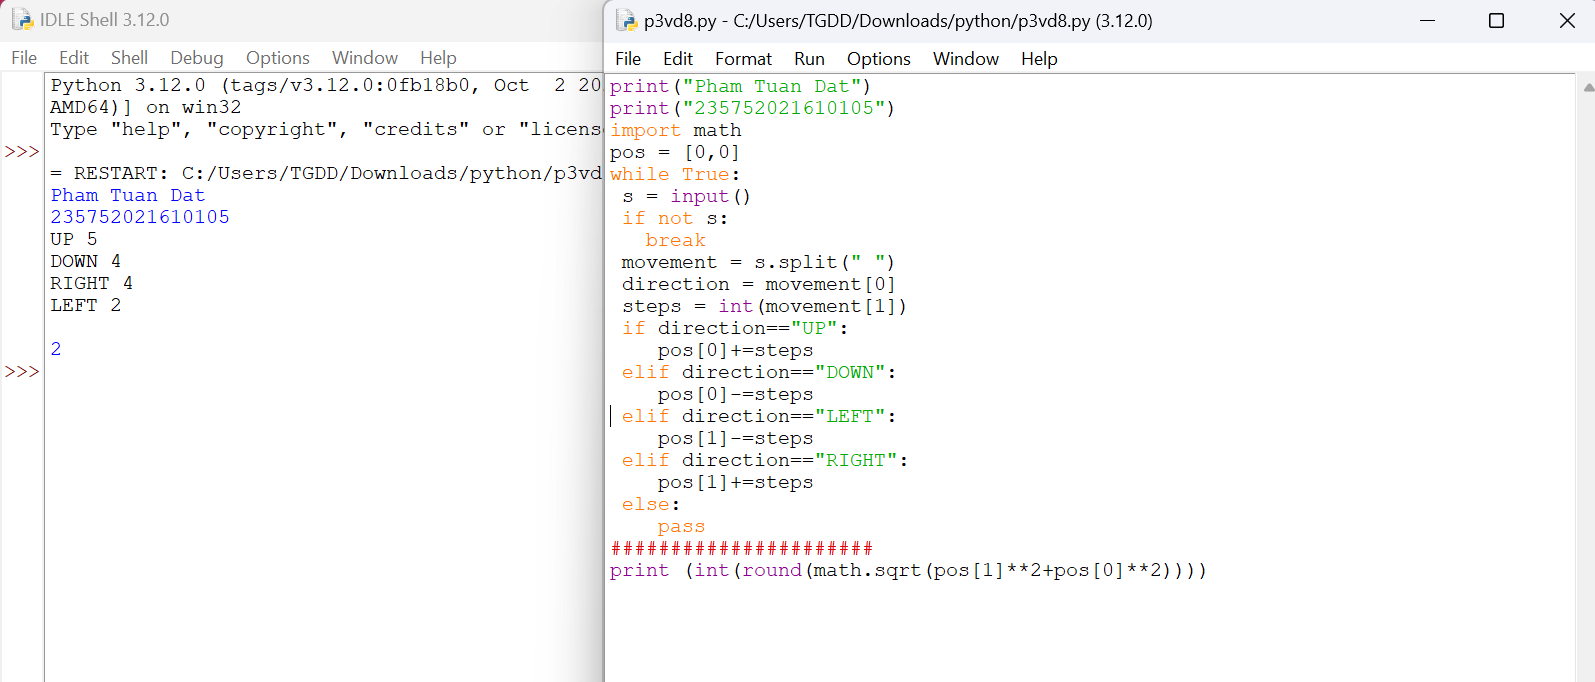 IDLE Shell 3.12.0
File Edit Shell Debug Options Window Help
Python 3.12.0 (tags/v3.12.0:0fb18b0, Oct  2 20
AMD64)] on win32
Type "help", "copyright", "credits" or "licens
>>>
= RESTART: C:/Users/TGDD/Downloads/python/p3vd
Pham Tuan Dat
235752021610105
UP 5
DOWN 4
RIGHT 4
LEFT 2
2
>>>
p3vd8.py - C:/Users/TGDD/Downloads/python/p3vd8.py (3.12.0)
File Edit Format Run Options Window Help
print("Pham Tuan Dat")
print("235752021610105")
import math
pos = [0,0]
while True:
 s = input()
 if not s:
   break
 movement = s.split(" ")
 direction = movement[0]
 steps = int(movement[1])
 if direction=="UP":
    pos[0]+=steps
 elif direction=="DOWN":
    pos[0]-=steps
 elif direction=="LEFT":
    pos[1]-=steps
 elif direction=="RIGHT":
    pos[1]+=steps
 else:
    pass
######################
print (int(round(math.sqrt(pos[1]**2+pos[0]**2))))